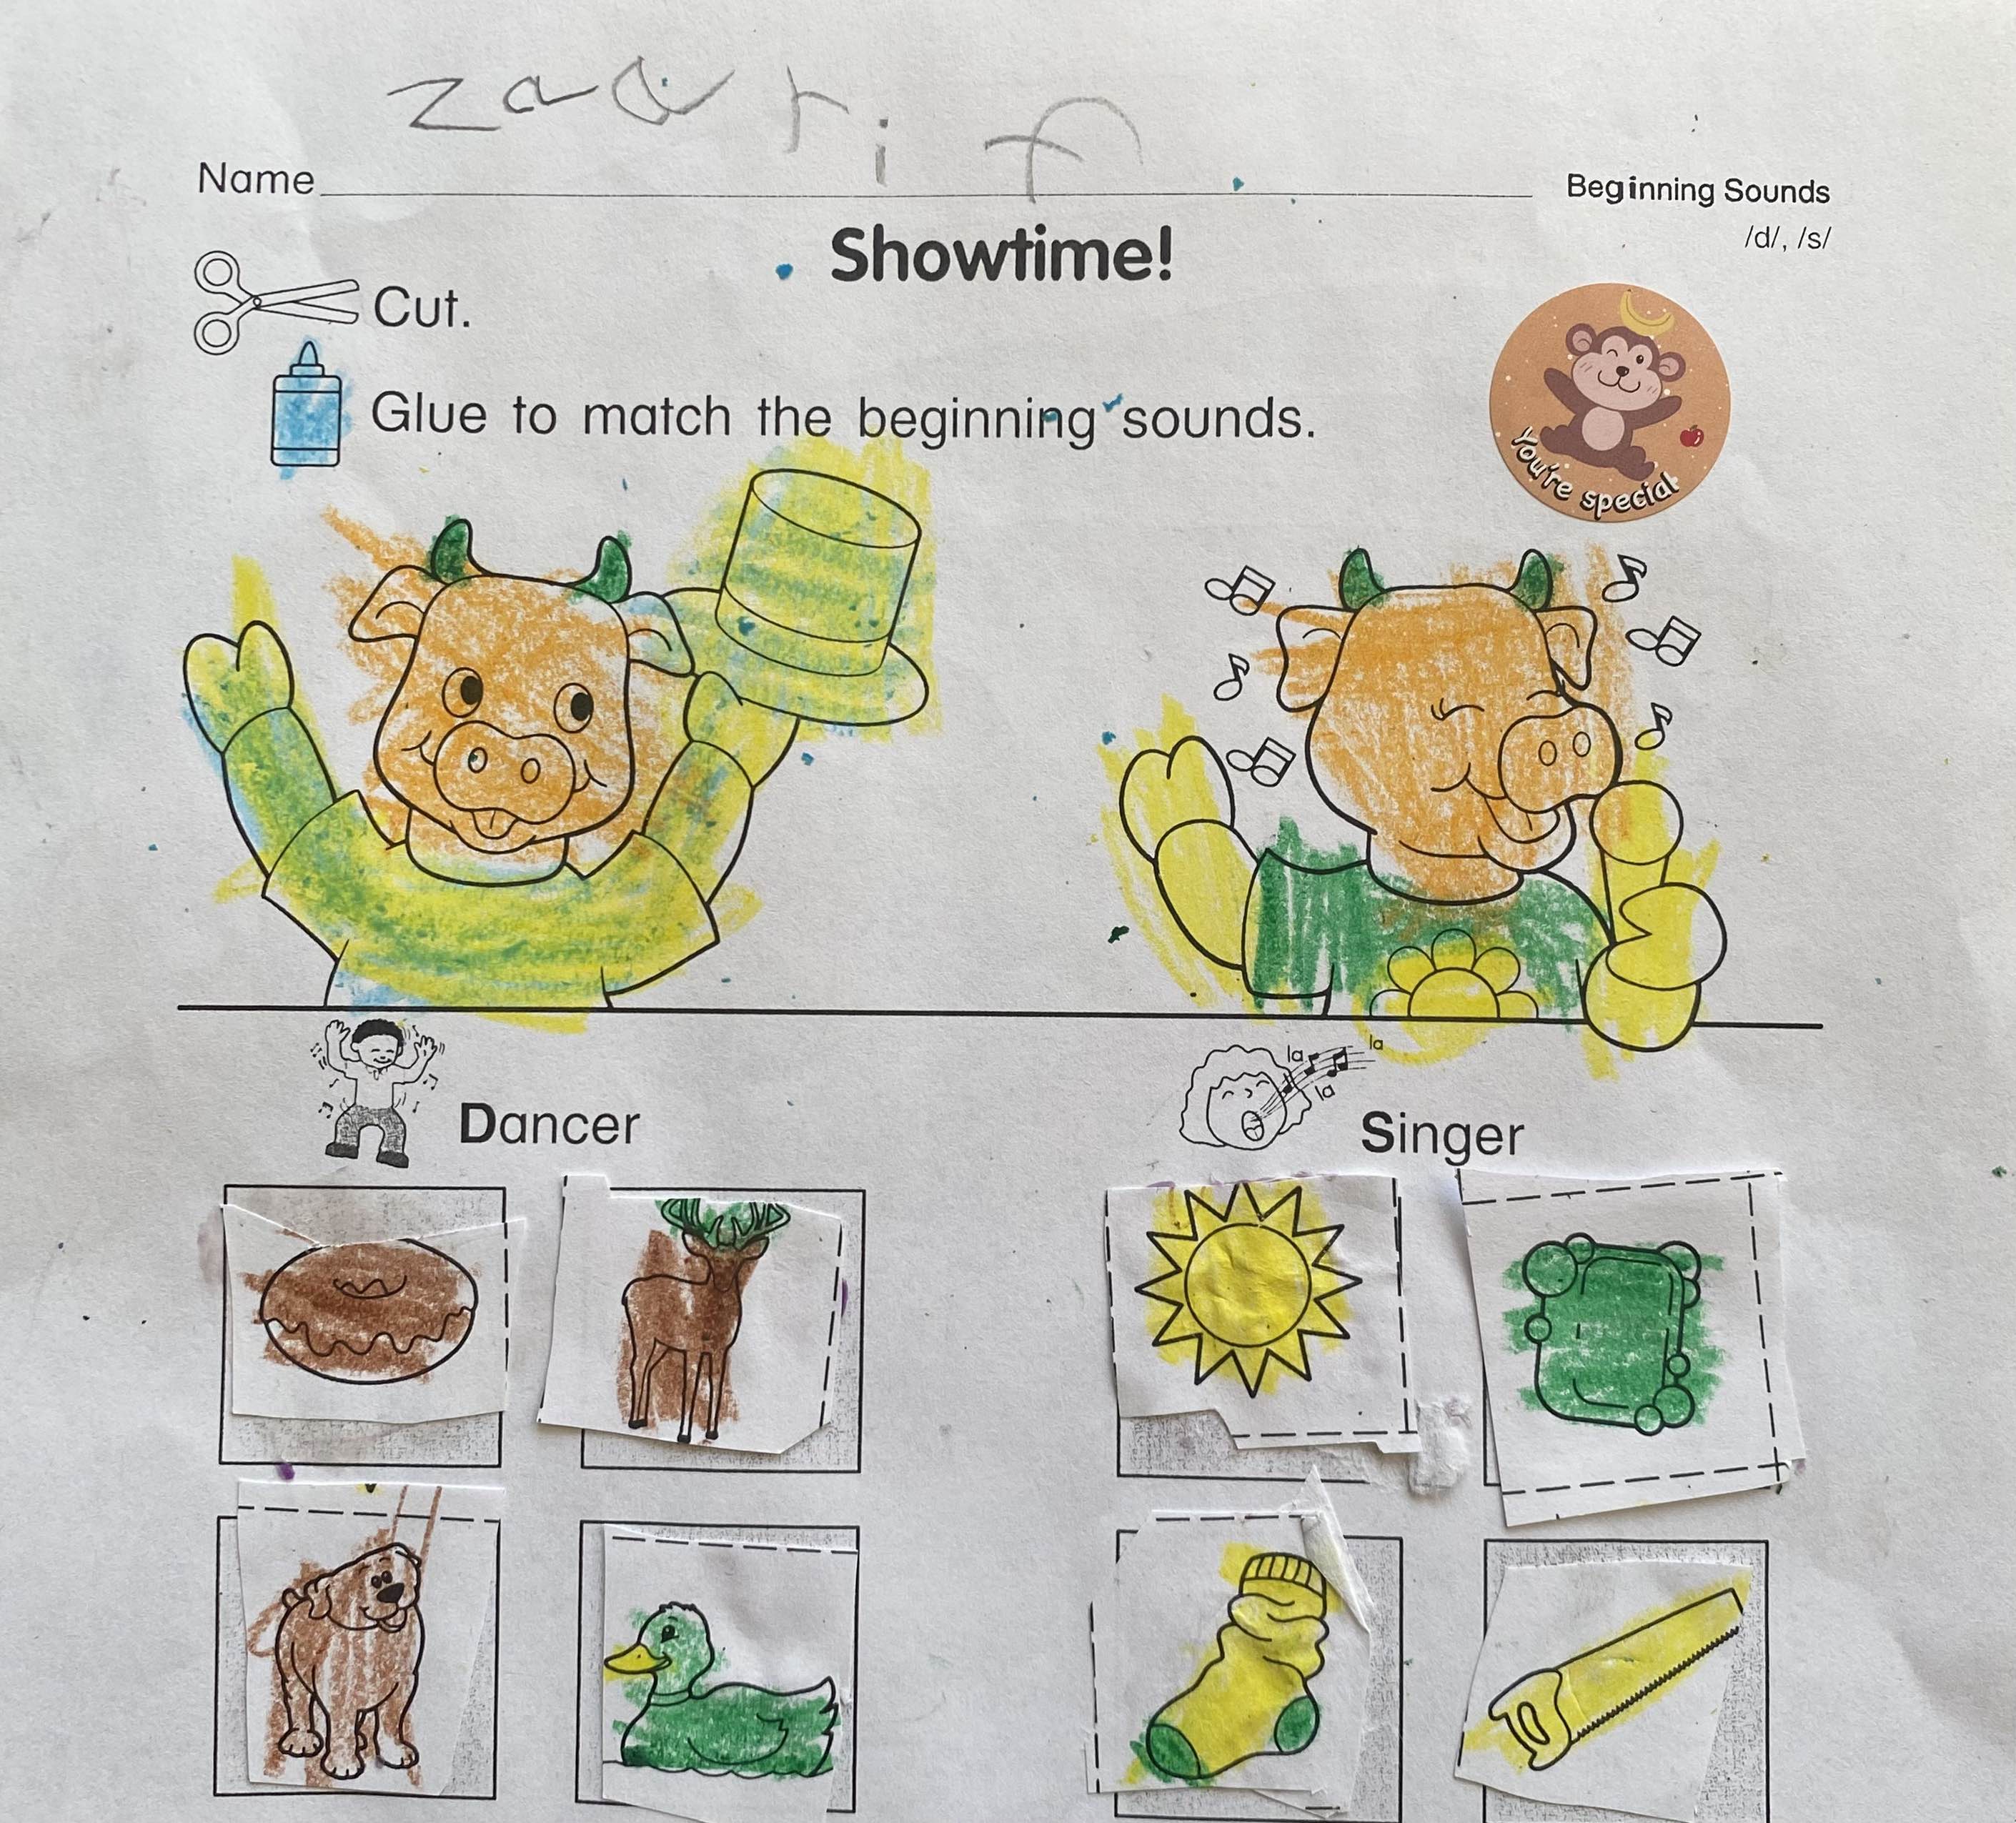 zaarif
Name
Beginning Sounds
/d/, /s/
Showtime!
Cut.
Glue to match the beginning sounds.
You're special
la
la
la
Dancer
Singer